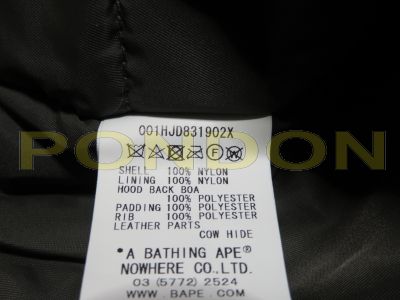 001HJD831902X
PONDON
SHELL 100% NYLON
LINING 100% NYLON
HOOD BACK BOA
100% POLYESTER
PADDING 100% POLYESTER
RIB 100% POLYESTER
LEATHER PARTS
COW HIDE
*A BATHING APE®
NOWHERE CO.,LTD.
03 (5772) 2524
WWW.BAPE.COM